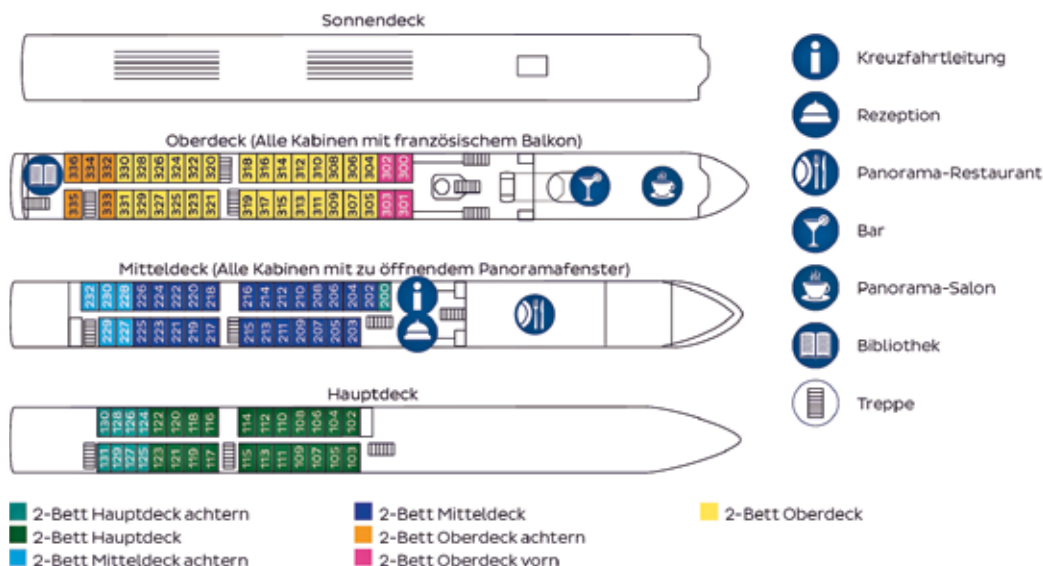 Sonnendeck
Kreuzfahrtleitung
Rezeption
Panorama-Restaurant
Bar
Panorama-Salon
Bibliothek
Treppe
Oberdeck (Alle Kabinen mit französischem Balkon)
336 334 332 330 328 326 324 322 320 318 316 314 312 310 308 306 304 302 300
335 333 331 329 327 325 323 321 319 317 315 313 311 309 307 305 303 301
Mitteldeck (Alle Kabinen mit zu öffnendem Panoramafenster)
232 230 228 226 224 222 220 218 216 214 212 210 208 206 204 202 200
229 227 225 223 221 219 217 215 213 211 209 207 205 203
Hauptdeck
130 128 126 124 122 120 118 116 114 112 110 108 106 104 102
131 129 127 125 123 121 119 117 115 113 111 109 107 105 103
2-Bett Hauptdeck achtern
2-Bett Hauptdeck
2-Bett Mitteldeck achtern
2-Bett Mitteldeck
2-Bett Oberdeck achtern
2-Bett Oberdeck vorn
2-Bett Oberdeck